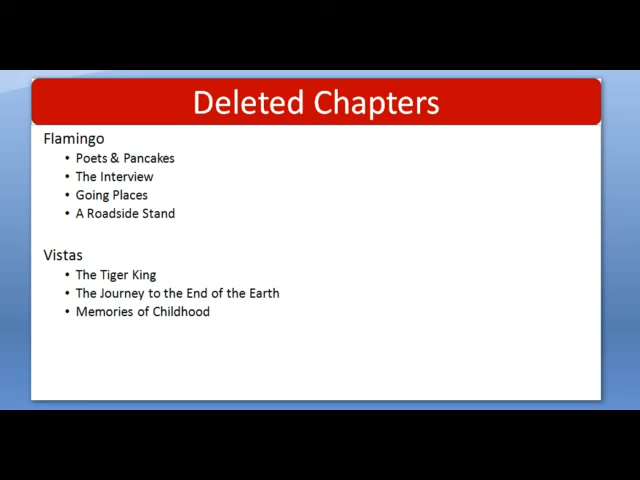 Deleted Chapters
Flamingo
• Poets & Pancakes
• The Interview
• Going Places
• A Roadside Stand
Vistas
• The Tiger King
• The Journey to the End of the Earth
• Memories of Childhood